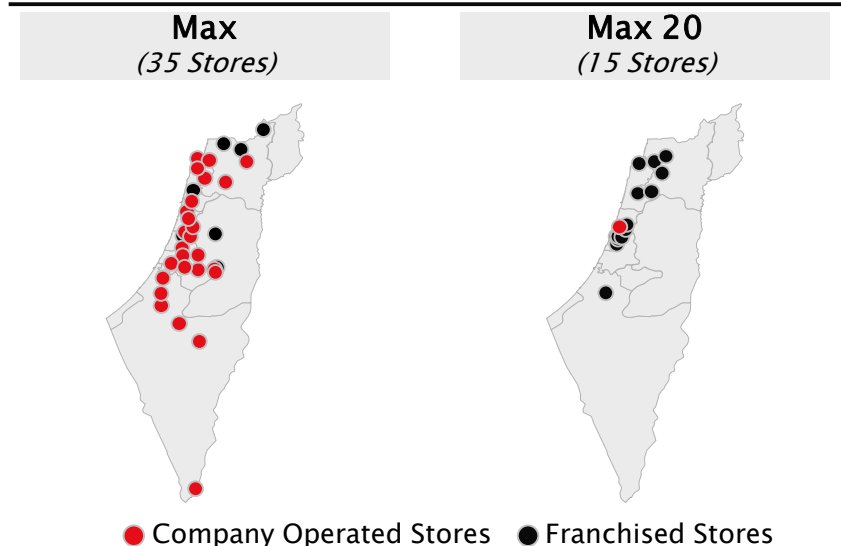 Max
(35 Stores)
Max 20
(15 Stores)
Company Operated Stores
Franchised Stores